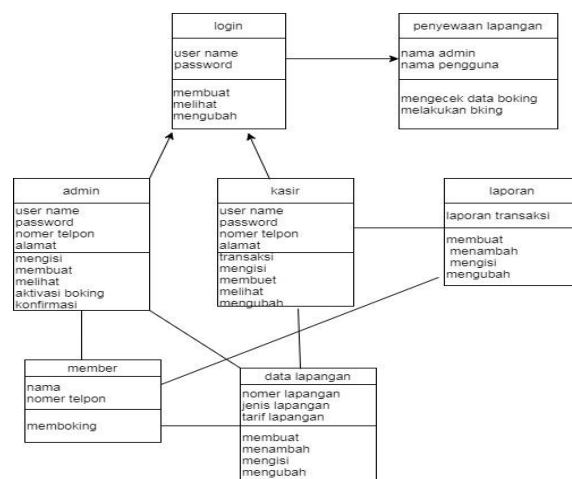 login
user name
password
membuat
melihat
mengubah
penyewaan lapangan
nama admin
nama pengguna
mengecek data boking
melakukan bking
admin
user name
password
nomer telpon
alamat
mengisi
membuat
melihat
aktivasi boking
konfirmasi
kasir
user name
password
nomer telpon
alamat
transaksi
mengisi
membuet
melihat
mengubah
laporan
laporan transaksi
membuat
menambah
mengisi
mengubah
member
nama
nomer telpon
memboking
data lapangan
nomer lapangan
jenis lapangan
tarif lapangan
membuat
menambah
mengisi
mengubah